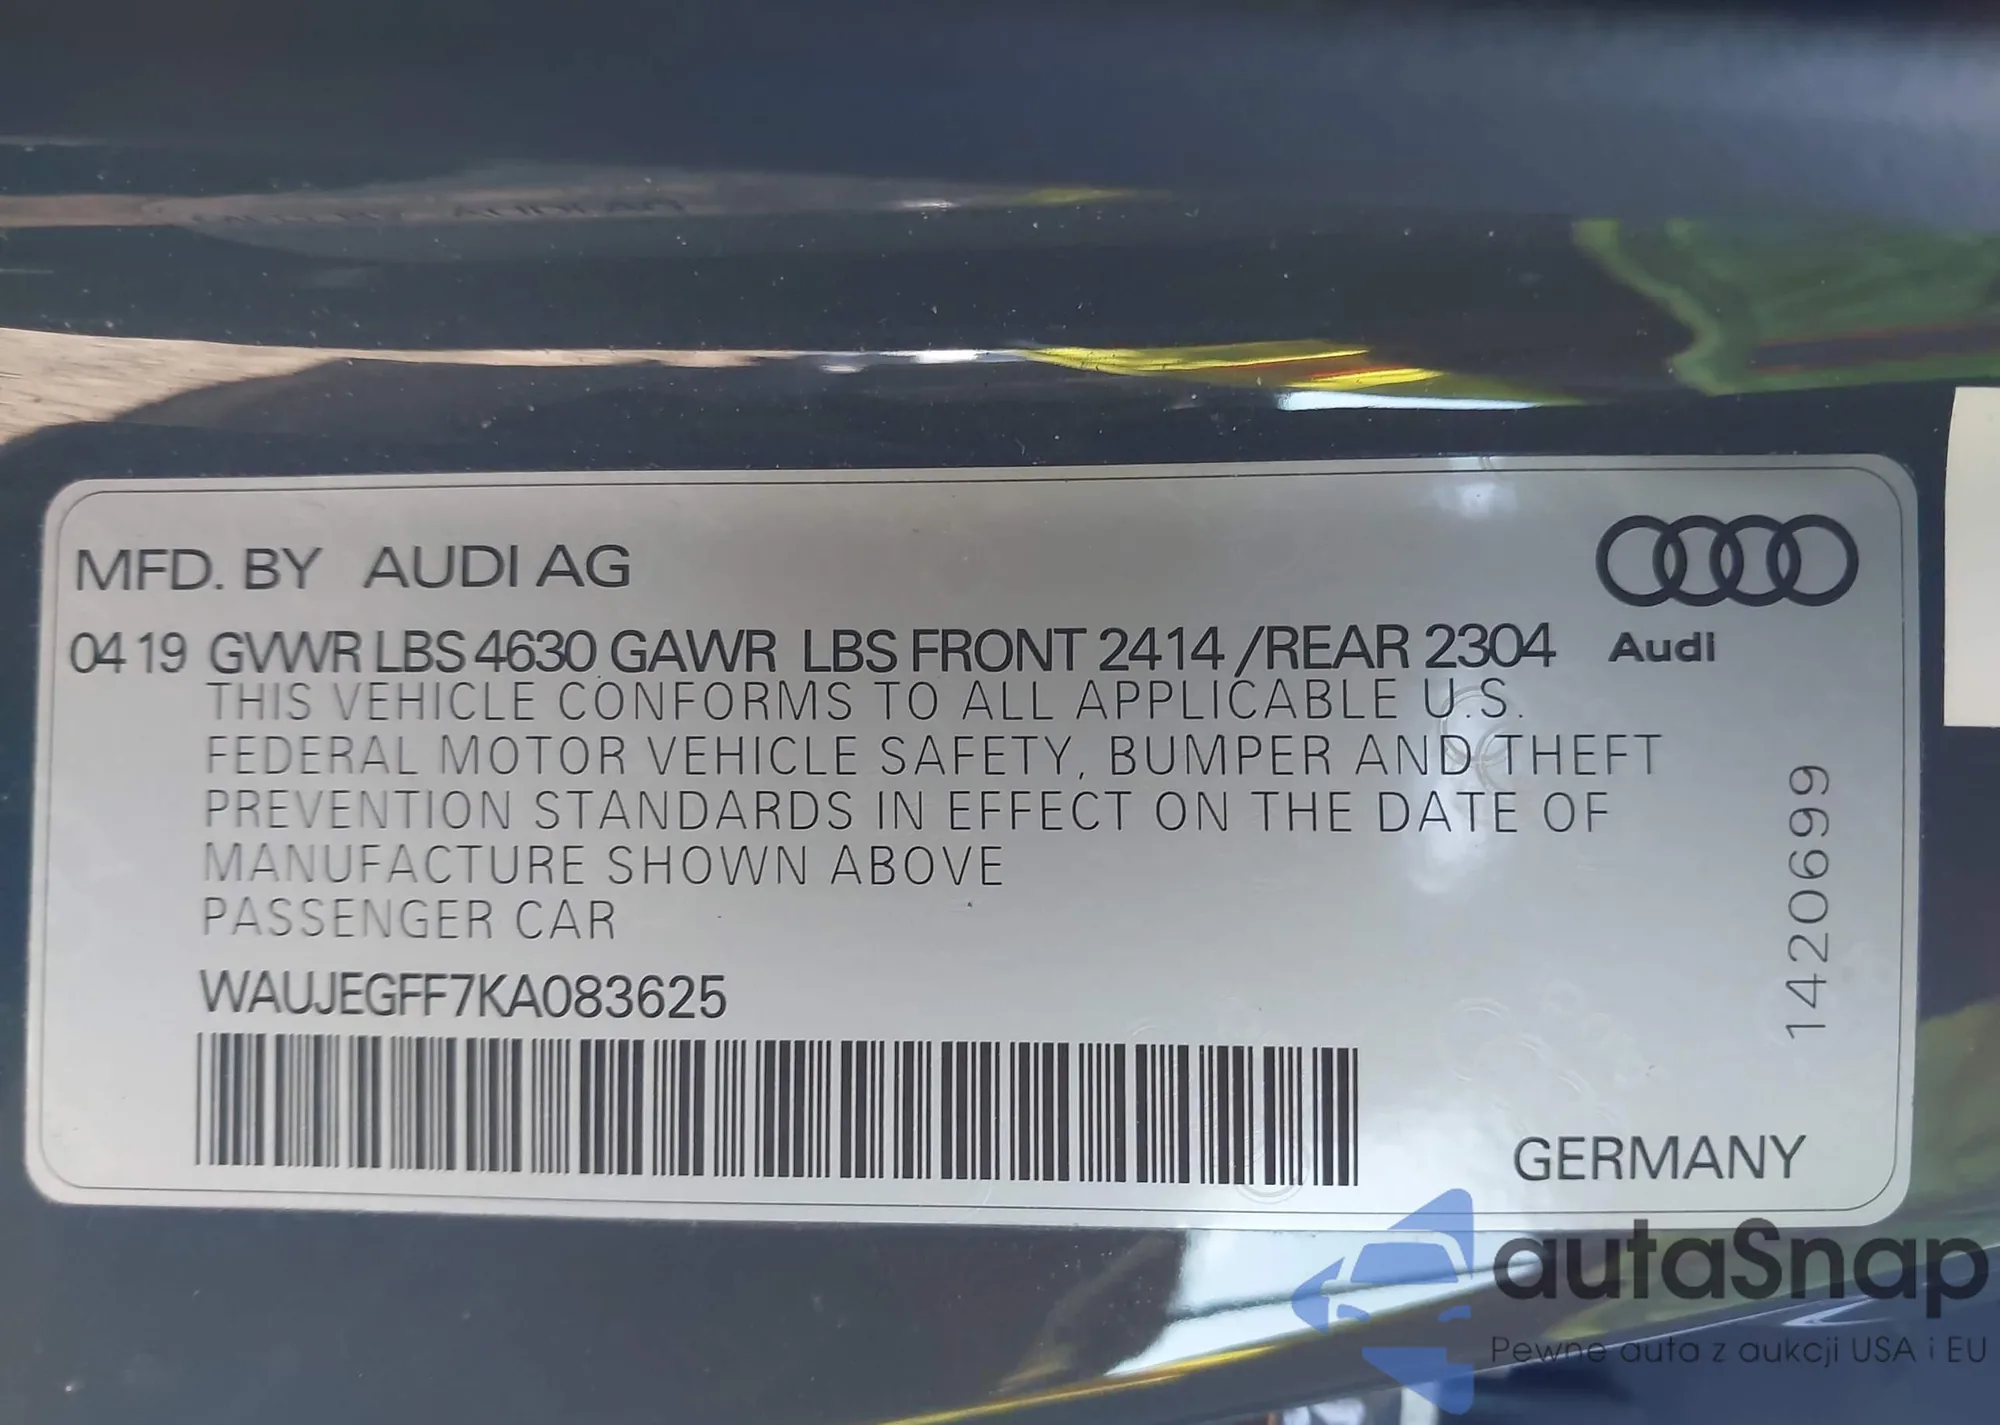 MFD. BY AUDI AG
04 19 GVWR LBS 4630 GAWR LBS FRONT 2414 /REAR 2304
Audi
THIS VEHICLE CONFORMS TO ALL APPLICABLE U.S.
FEDERAL MOTOR VEHICLE SAFETY, BUMPER AND THEFT
PREVENTION STANDARDS IN EFFECT ON THE DATE OF
MANUFACTURE SHOWN ABOVE
PASSENGER CAR
WAUJEGFF7KA083625
1420699
GERMANY
autaSnap
Pewne auta z aukcji USA i EU